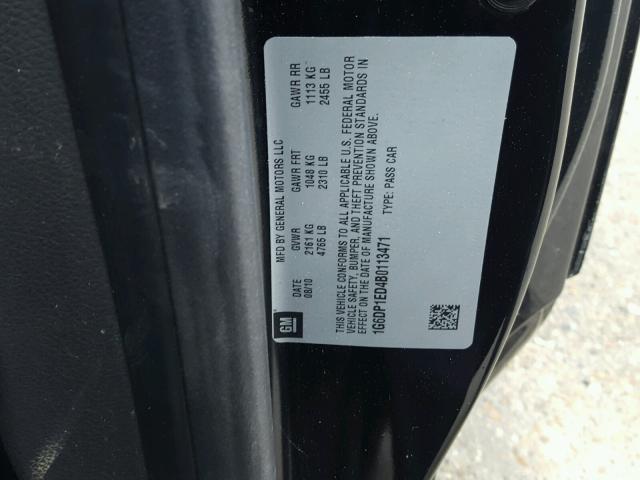 GM
MFD BY GENERAL MOTORS LLC
DATE GVWR GAWR FRT GAWR RR
08/10 2161 KG 1048 KG 1113 KG
4765 LB 2310 LB 2455 LB
THIS VEHICLE CONFORMS TO ALL APPLICABLE U.S. FEDERAL MOTOR
VEHICLE SAFETY, BUMPER, AND THEFT PREVENTION STANDARDS IN
EFFECT ON THE DATE OF MANUFACTURE SHOWN ABOVE.
1G6DP1ED4B0113471 TYPE: PASS CAR